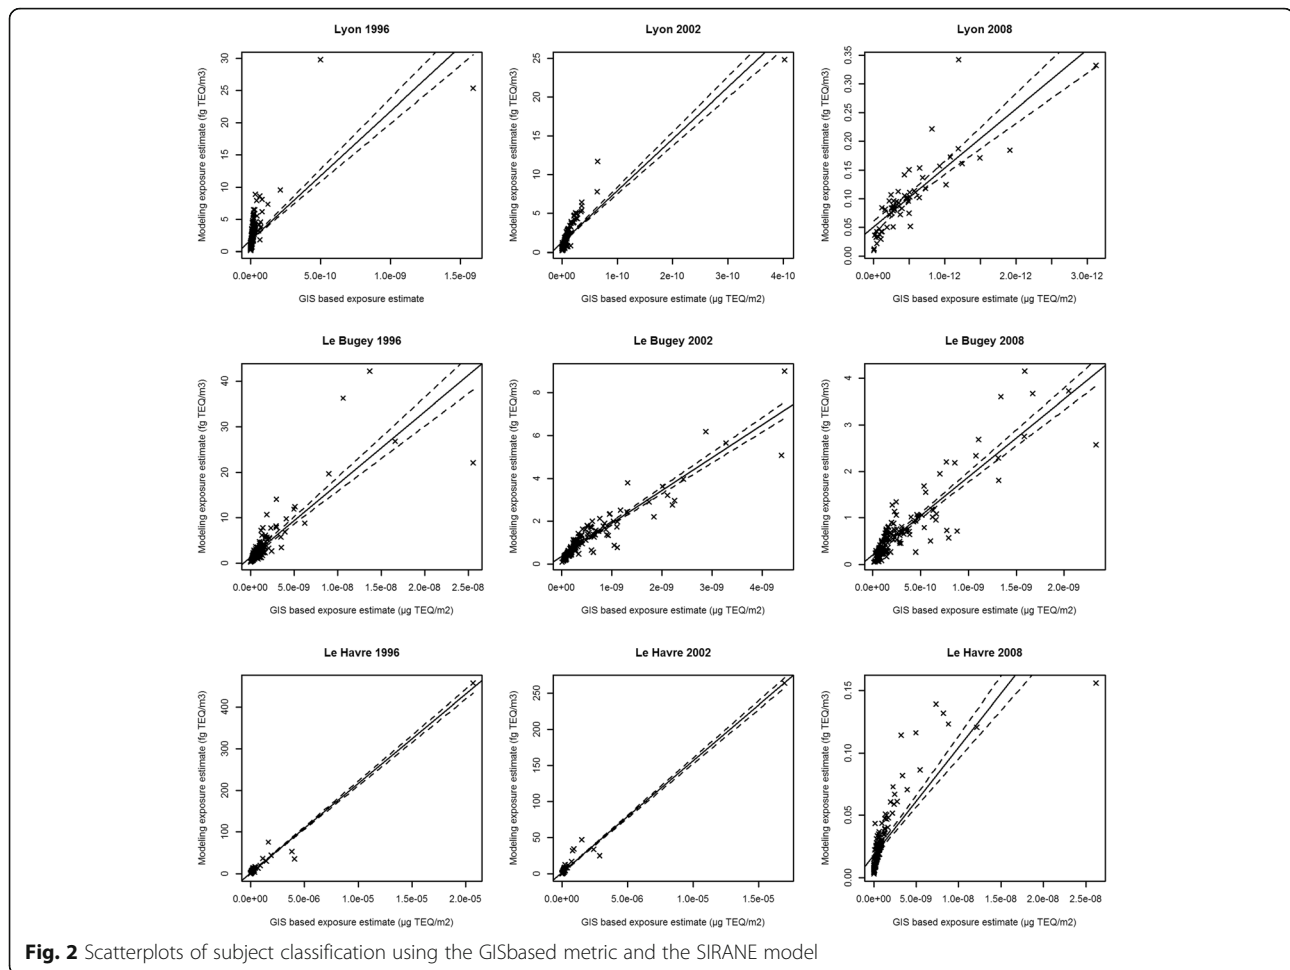 Lyon 1996
Modeling exposure estimate (fg TEQ/m3)
30
25
20
15
10
5
0
0.0e+00 5.0e-10 1.0e-09 1.5e-09
GIS based exposure estimate
Lyon 2002
Modeling exposure estimate (fg TEQ/m3)
25
20
15
10
5
0
0e+00 1e-10 2e-10 3e-10 4e-10
GIS based exposure estimate (µg TEQ/m2)
Lyon 2008
Modeling exposure estimate (fg TEQ/m3)
0.35
0.30
0.25
0.20
0.15
0.10
0.05
0.00
0.0e+00 1.0e-12 2.0e-12 3.0e-12
GIS based exposure estimate (µg TEQ/m2)
Le Bugey 1996
Modeling exposure estimate (fg TEQ/m3)
40
30
20
10
0
0.0e+00 5.0e-09 1.0e-08 1.5e-08 2.0e-08 2.5e-08
GIS based exposure estimate (µg TEQ/m2)
Le Bugey 2002
Modeling exposure estimate (fg TEQ/m3)
8
6
4
2
0
0e+00 1e-09 2e-09 3e-09 4e-09
GIS based exposure estimate (µg TEQ/m2)
Le Bugey 2008
Modeling exposure estimate (fg TEQ/m3)
4
3
2
1
0
0.0e+00 5.0e-10 1.0e-09 1.5e-09 2.0e-09
GIS based exposure estimate (µg TEQ/m2)
Le Havre 1996
Modeling exposure estimate (fg TEQ/m3)
400
300
200
100
0
0.0e+00 5.0e-06 1.0e-05 1.5e-05 2.0e-05
GIS based exposure estimate (µg TEQ/m2)
Le Havre 2002
Modeling exposure estimate (fg TEQ/m3)
250
200
150
100
50
0
0.0e+00 5.0e-06 1.0e-05 1.5e-05
GIS based exposure estimate (µg TEQ/m2)
Le Havre 2008
Modeling exposure estimate (fg TEQ/m3)
0.15
0.10
0.05
0.00
0.0e+00 5.0e-09 1.0e-08 1.5e-08 2.0e-08 2.5e-08
GIS based exposure estimate (µg TEQ/m2)
Fig. 2 Scatterplots of subject classification using the GISbased metric and the SIRANE model